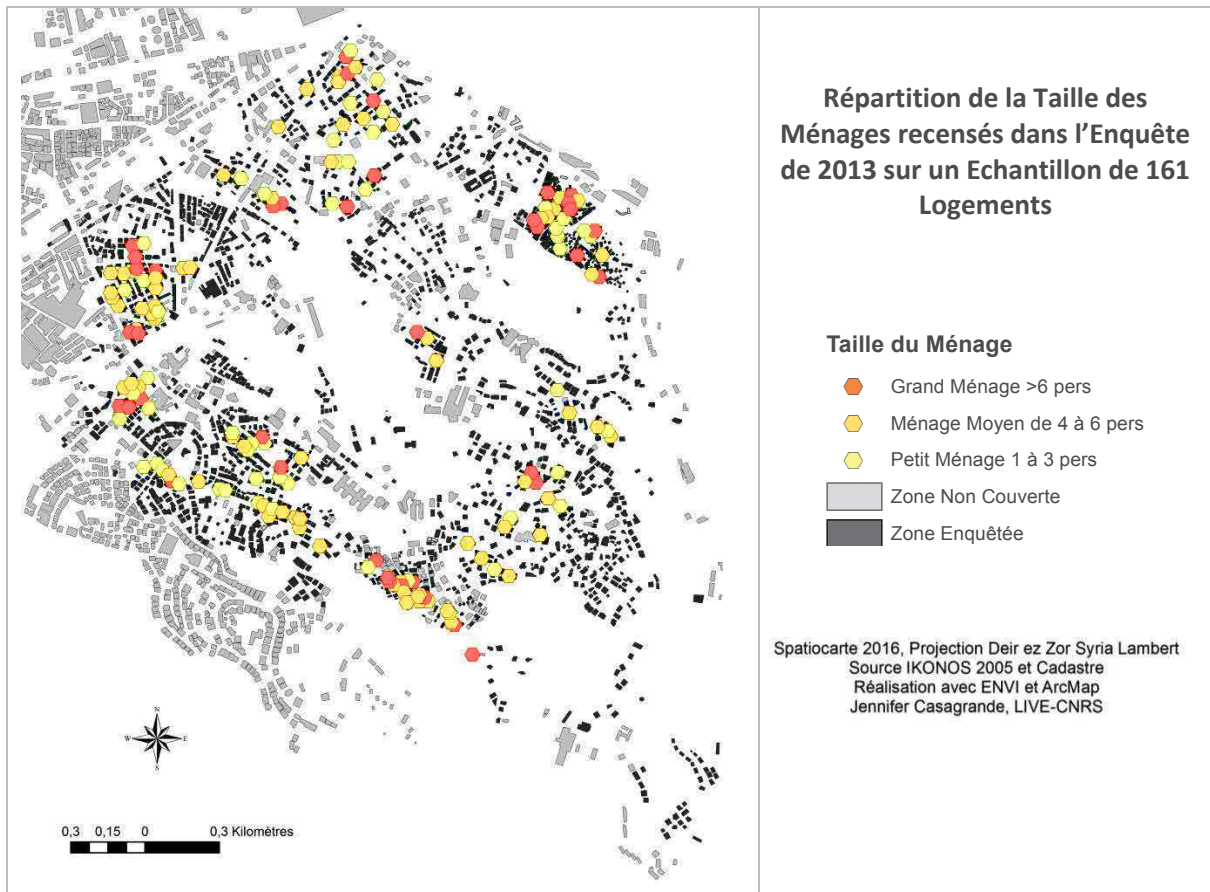 Répartition de la Taille des
Ménages recensés dans l'Enquête
de 2013 sur un Echantillon de 161
Logements
Taille du Ménage
Grand Ménage >6 pers
Ménage Moyen de 4 à 6 pers
Petit Ménage 1 à 3 pers
Zone Non Couverte
Zone Enquêtée
Spatiocarte 2016, Projection Deir ez Zor Syria Lambert
Source IKONOS 2005 et Cadastre
Réalisation avec ENVI et ArcMap
Jennifer Casagrande, LIVE-CNRS
N
W E
S
0,3 0,15 0 0,3 Kilomètres